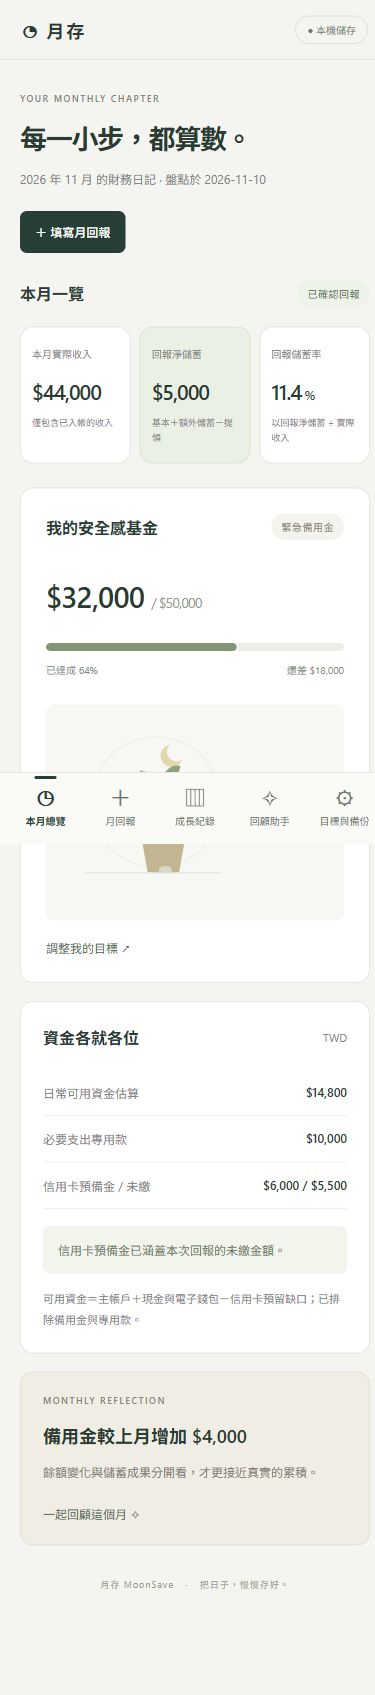 月存
● 本機儲存
YOUR MONTHLY CHAPTER
每一小步，都算數。
2026 年 11 月 的財務日記 · 盤點於 2026-11-10
＋ 填寫月回報
本月一覽
已確認回報
本月實際收入
$44,000
僅包含已入帳的收入
回報淨儲蓄
$5,000
基本＋額外儲蓄－提
領
回報儲蓄率
11.4 %
以回報淨儲蓄 ÷ 實際
收入
我的安全感基金
緊急備用金
$32,000 / $50,000
已達成 64%
還差 $18,000
本月總覽
月回報
成長紀錄
回顧助手
目標與備份
調整我的目標 ↗
資金各就各位
TWD
日常可用資金估算
$14,800
必要支出專用款
$10,000
信用卡預備金 / 未繳
$6,000 / $5,500
信用卡預備金已涵蓋本次回報的未繳金額。
可用資金＝主帳戶＋現金與電子錢包－信用卡預留缺口；已排
除備用金與專用款。
MONTHLY REFLECTION
備用金較上月增加 $4,000
餘額變化與儲蓄成果分開看，才更接近真實的累積。
一起回顧這個月 ✧
月存 MoonSave · 把日子，慢慢存好。